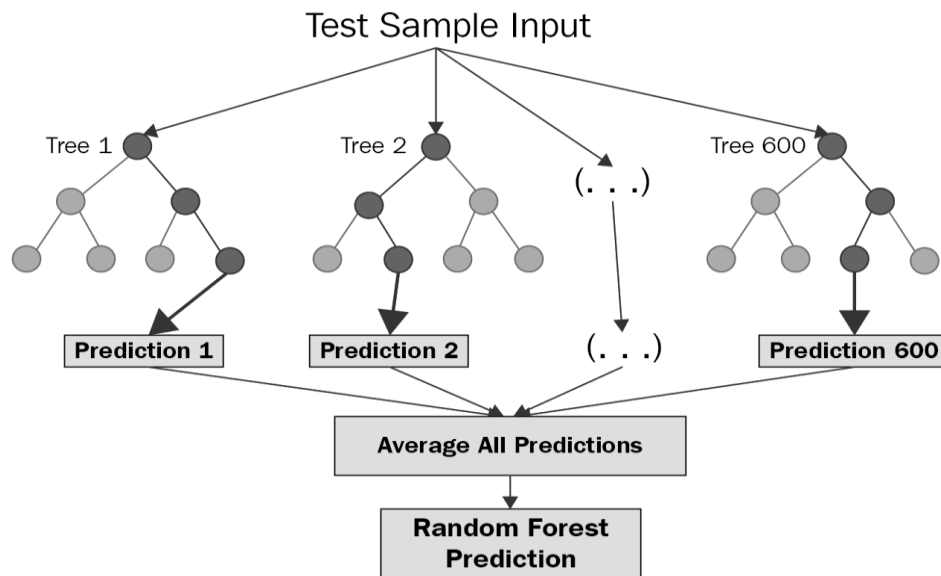 Test Sample Input
Tree 1
Tree 2
Tree 600
(. . .)
Prediction 1
Prediction 2
(. . .)
Prediction 600
Average All Predictions
Random Forest
Prediction